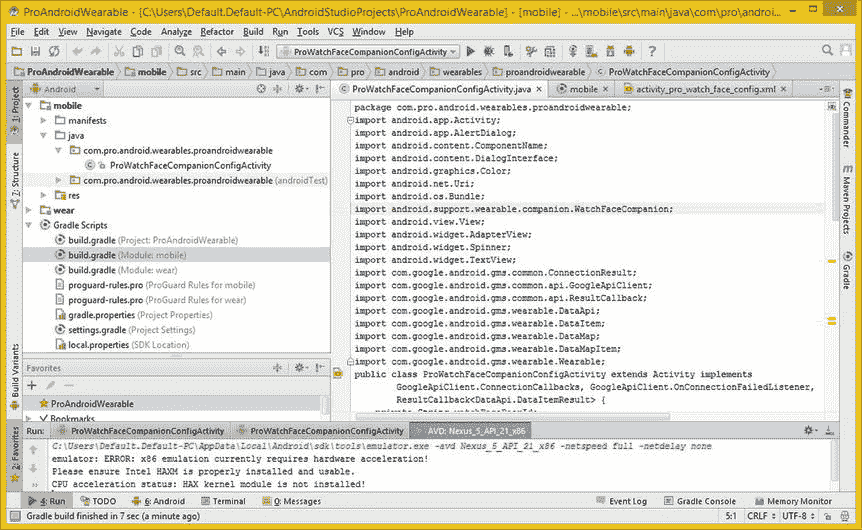 ProAndroidWearable - [C:\Users\Default.Default-PC\AndroidStudioProjects\ProAndroidWearable] - [mobile] - ...\mobile\src\main\java\com\pro\androi...
File Edit View Navigate Code Analyze Refactor Build Run Tools VCS Window Help
ProWatchFaceCompanionConfigActivity
ProAndroidWearable mobile src main java com pro android wearables proandroidwearable ProWatchFaceCompanionConfigActivity
1: Project
7: Structure
Build Variants
2: Favorites
Android
mobile
manifests
java
com.pro.android.wearables.proandroidwearable
ProWatchFaceCompanionConfigActivity
com.pro.android.wearables.proandroidwearable (androidTest)
res
wear
Gradle Scripts
build.gradle (Project: ProAndroidWearable)
build.gradle (Module: mobile)
build.gradle (Module: wear)
proguard-rules.pro (ProGuard Rules for mobile)
proguard-rules.pro (ProGuard Rules for wear)
gradle.properties (Project Properties)
settings.gradle (Project Settings)
local.properties (SDK Location)
Favorites
ProAndroidWearable
Bookmarks
ProWatchFaceCompanionConfigActivity.java mobile activity_pro_watch_face_config.xml
package com.pro.android.wearables.proandroidwearable;
import android.app.Activity;
import android.app.AlertDialog;
import android.content.ComponentName;
import android.content.DialogInterface;
import android.graphics.Color;
import android.net.Uri;
import android.os.Bundle;
import android.support.wearable.companion.WatchFaceCompanion;
import android.view.View;
import android.widget.AdapterView;
import android.widget.Spinner;
import android.widget.TextView;
import com.google.android.gms.common.ConnectionResult;
import com.google.android.gms.common.api.GoogleApiClient;
import com.google.android.gms.common.api.ResultCallback;
import com.google.android.gms.wearable.DataApi;
import com.google.android.gms.wearable.DataItem;
import com.google.android.gms.wearable.DataMap;
import com.google.android.gms.wearable.DataMapItem;
import com.google.android.gms.wearable.Wearable;
public class ProWatchFaceCompanionConfigActivity extends Activity implements
GoogleApiClient.ConnectionCallbacks, GoogleApiClient.OnConnectionFailedListener,
ResultCallback<DataApi.DataItemResult> {
Commander
Maven Projects
Gradle
Run: ProWatchFaceCompanionConfigActivity ProWatchFaceCompanionConfigActivity AVD: Nexus_5_API_21_x86
C:\Users\Default.Default-PC\AppData\Local\Android\sdk\tools\emulator.exe -avd Nexus_5_API_21_x86 -netspeed full -netdelay none
emulator: ERROR: x86 emulation currently requires hardware acceleration!
Please ensure Intel HAXM is properly installed and usable.
CPU acceleration status: HAX kernel module is not installed!
4: Run TODO 6: Android Terminal 0: Messages Event Log Gradle Console Memory Monitor
Gradle build finished in 7 sec (a minute ago) 5:1 CRLF UTF-8